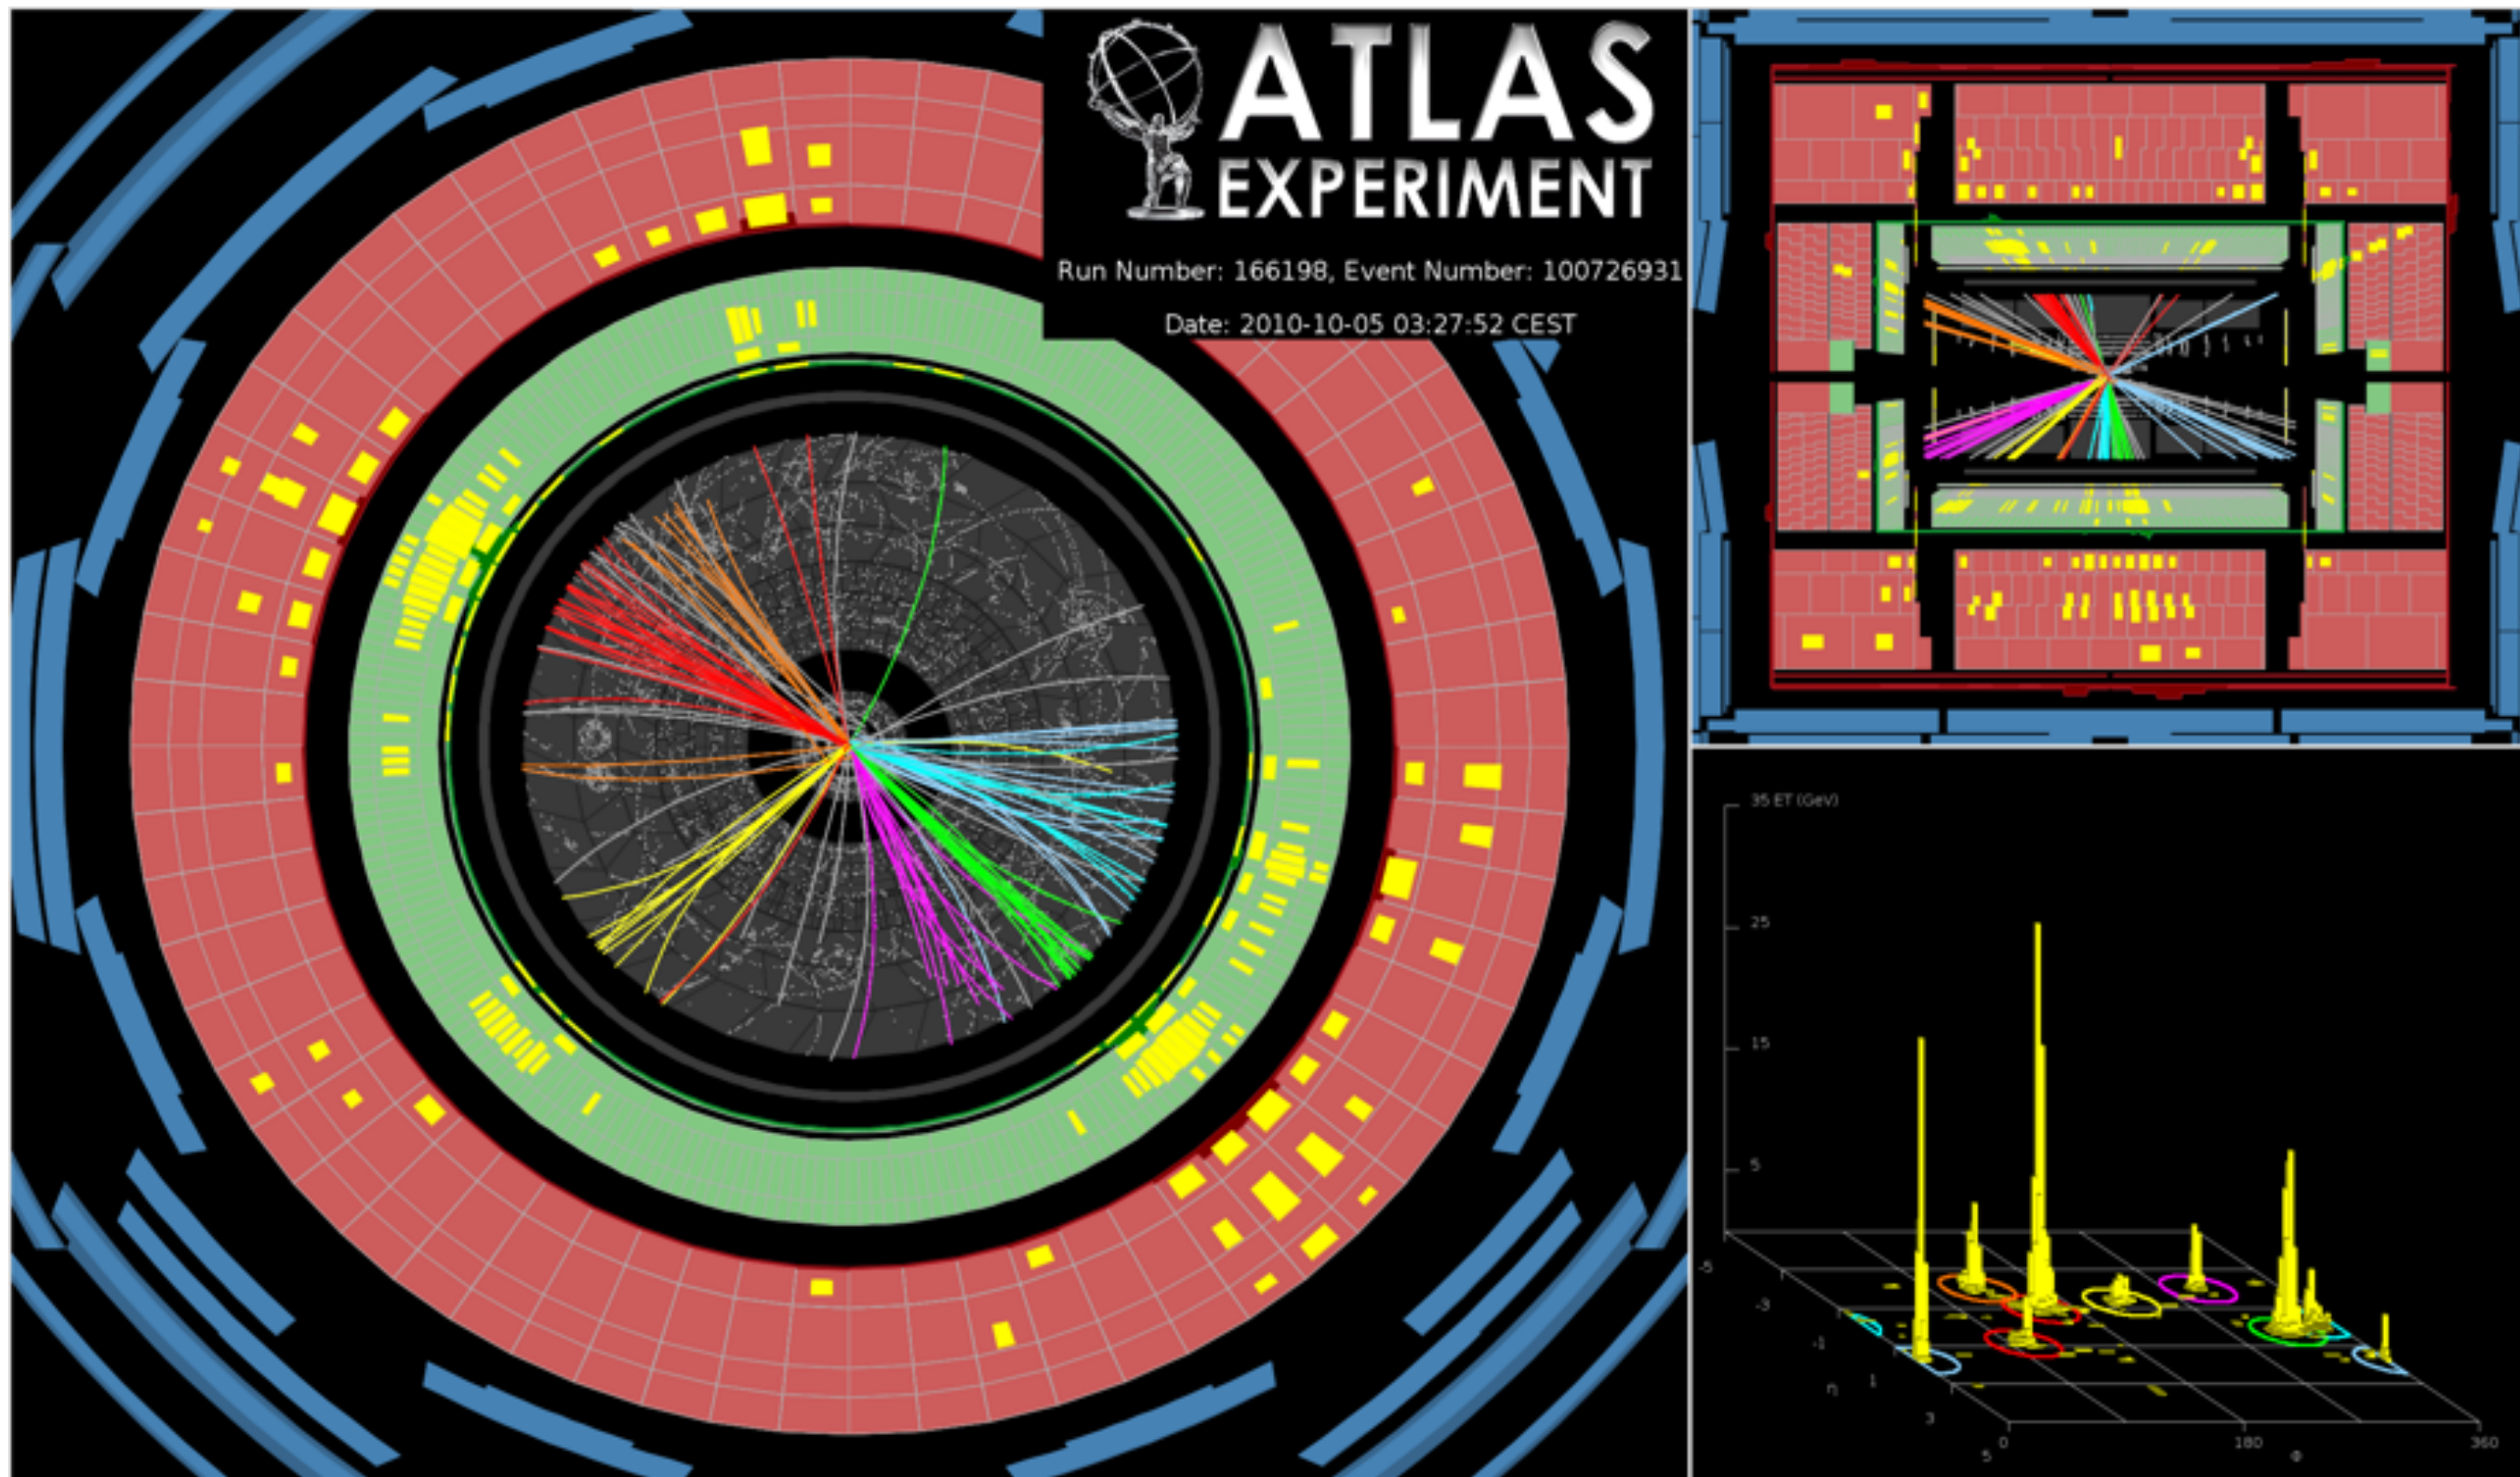 ATLAS
EXPERIMENT
Run Number: 166198, Event Number: 100726931
Date: 2010-10-05 03:27:52 CEST
35 ET (GeV)
25
15
5
-5
-3
-1
η
1
3
5
0
180
Φ
360